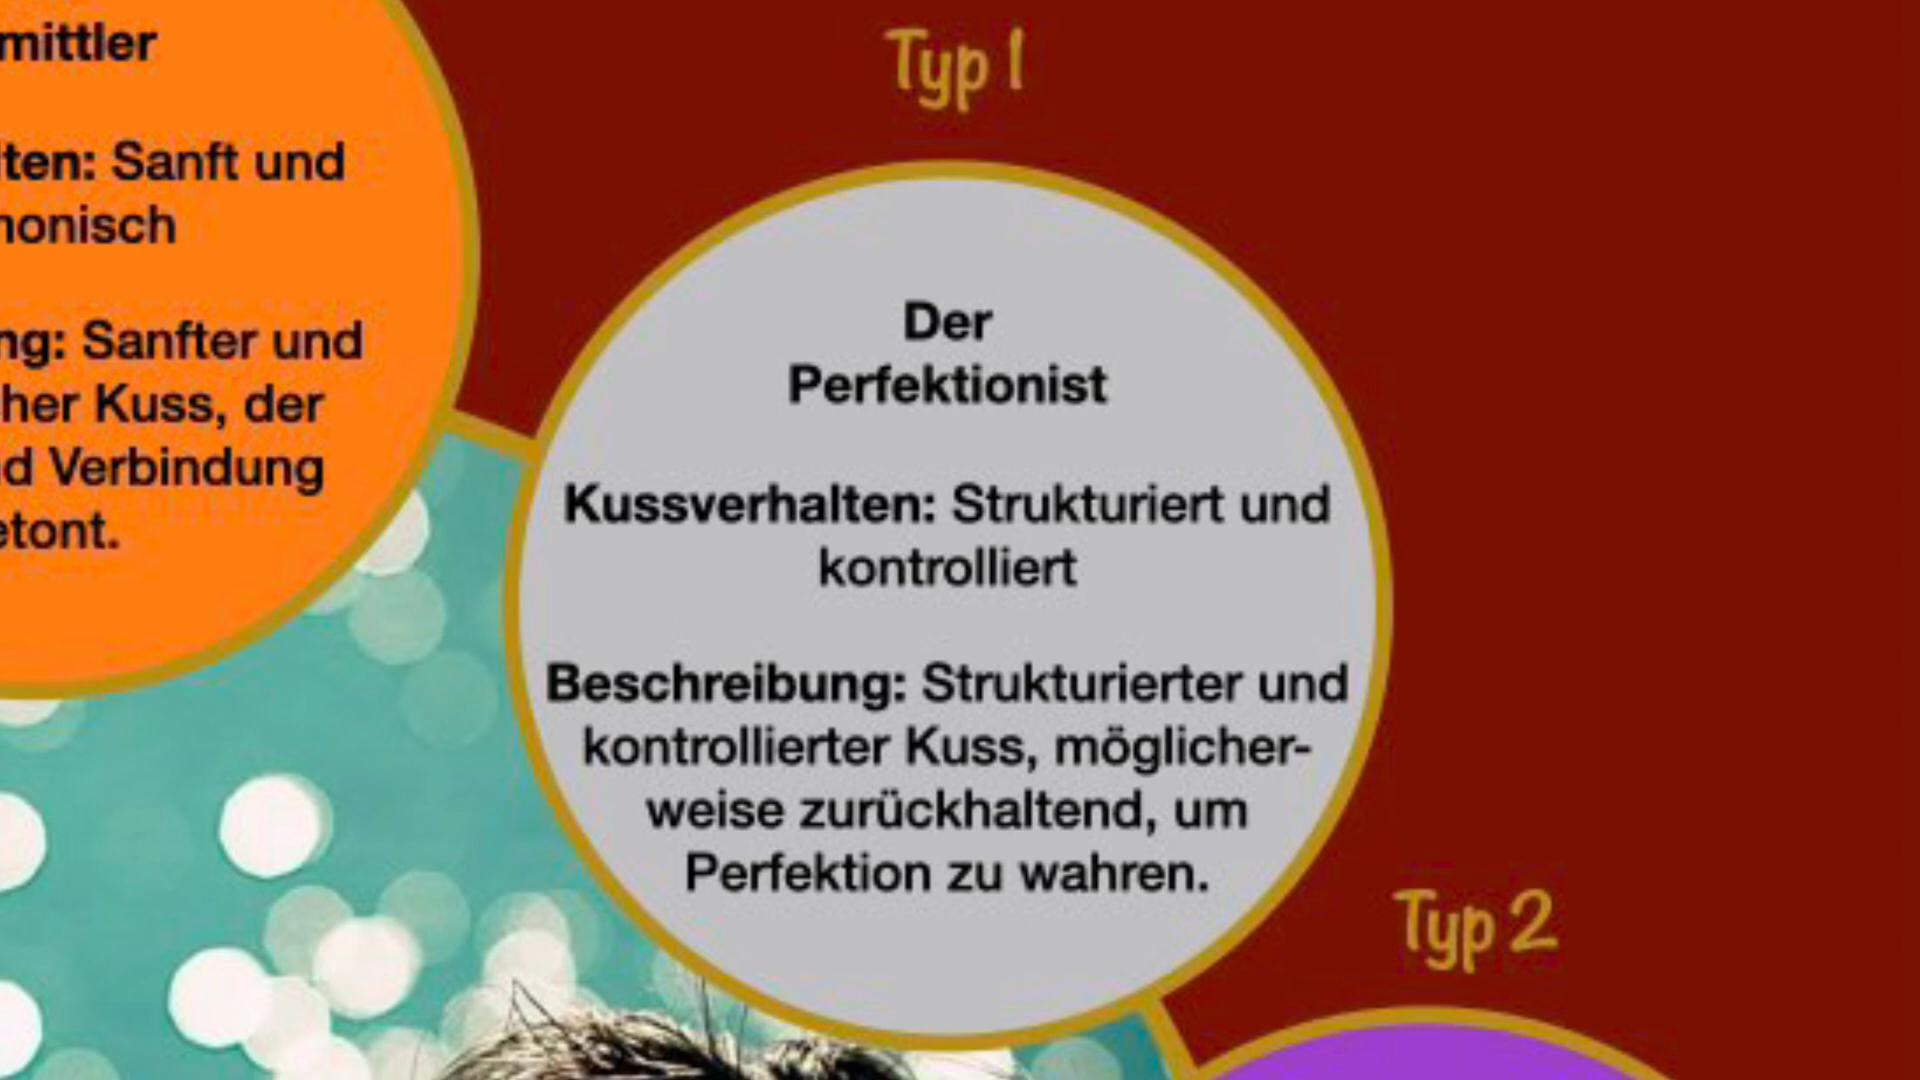 mittler
ten: Sanft und
monisch
ng: Sanfter und
her Kuss, der
d Verbindung
etont.
Typ 1
Der
Perfektionist
Kussverhalten: Strukturiert und
kontrolliert
Beschreibung: Strukturierter und
kontrollierter Kuss, möglicher-
weise zurückhaltend, um
Perfektion zu wahren.
Typ 2